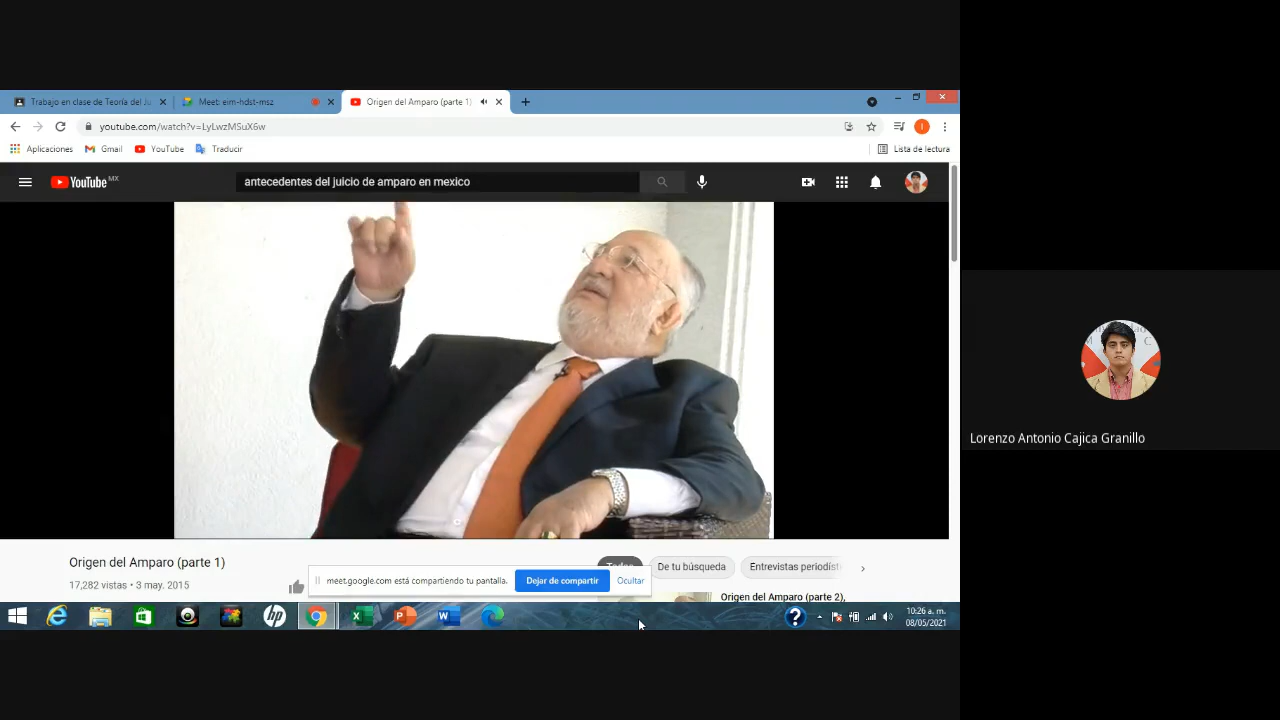 Trabajo en clase de Teoría del Ju
Meet: eim-hdst-msz
Origen del Amparo (parte 1)
youtube.com/watch?v=LyLwzMSuX6w
Aplicaciones
Gmail
YouTube
Traducir
Lista de lectura
YouTube MX
antecedentes del juicio de amparo en mexico
Lorenzo Antonio Cajica Granillo
Origen del Amparo (parte 1)
17,282 vistas • 3 may. 2015
Todos
De tu búsqueda
Entrevistas periodísti
meet.google.com está compartiendo tu pantalla.
Dejar de compartir
Ocultar
Origen del Amparo (parte 2),
10:26 a. m.
08/05/2021